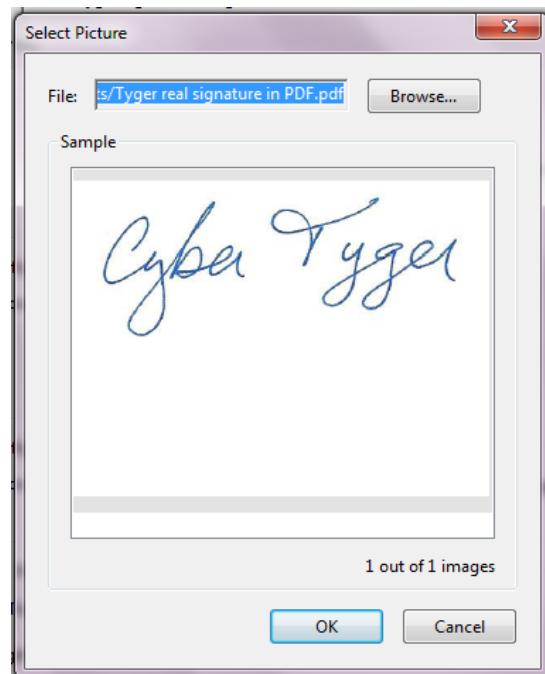 Select Picture
File: ts/Tyger real signature in PDF.pdf Browse...
Sample
Cyber Tyger
1 out of 1 images
OK Cancel